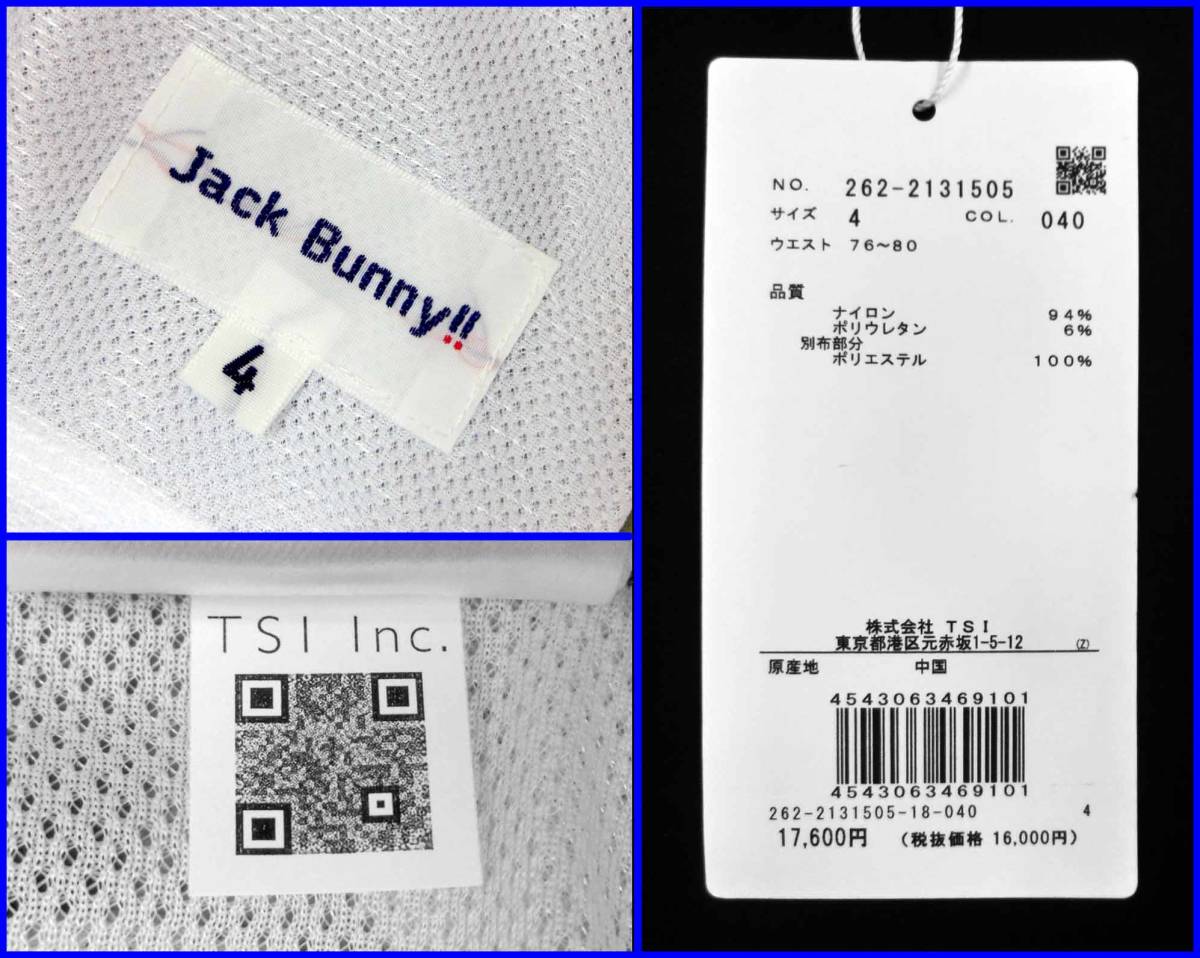 Jack Bunny!!
4
TSI Inc.
NO. 262-2131505
サイズ 4 COL. 040
ウエスト 76〜80
品質
ナイロン 94%
ポリウレタン 6%
別布部分
ポリエステル 100%
株式会社 TSI
東京都港区元赤坂1-5-12 (Z)
原産地 中国
4543063469101
4543063469101
262-2131505-18-040 4
17,600円 (税抜価格 16,000円)